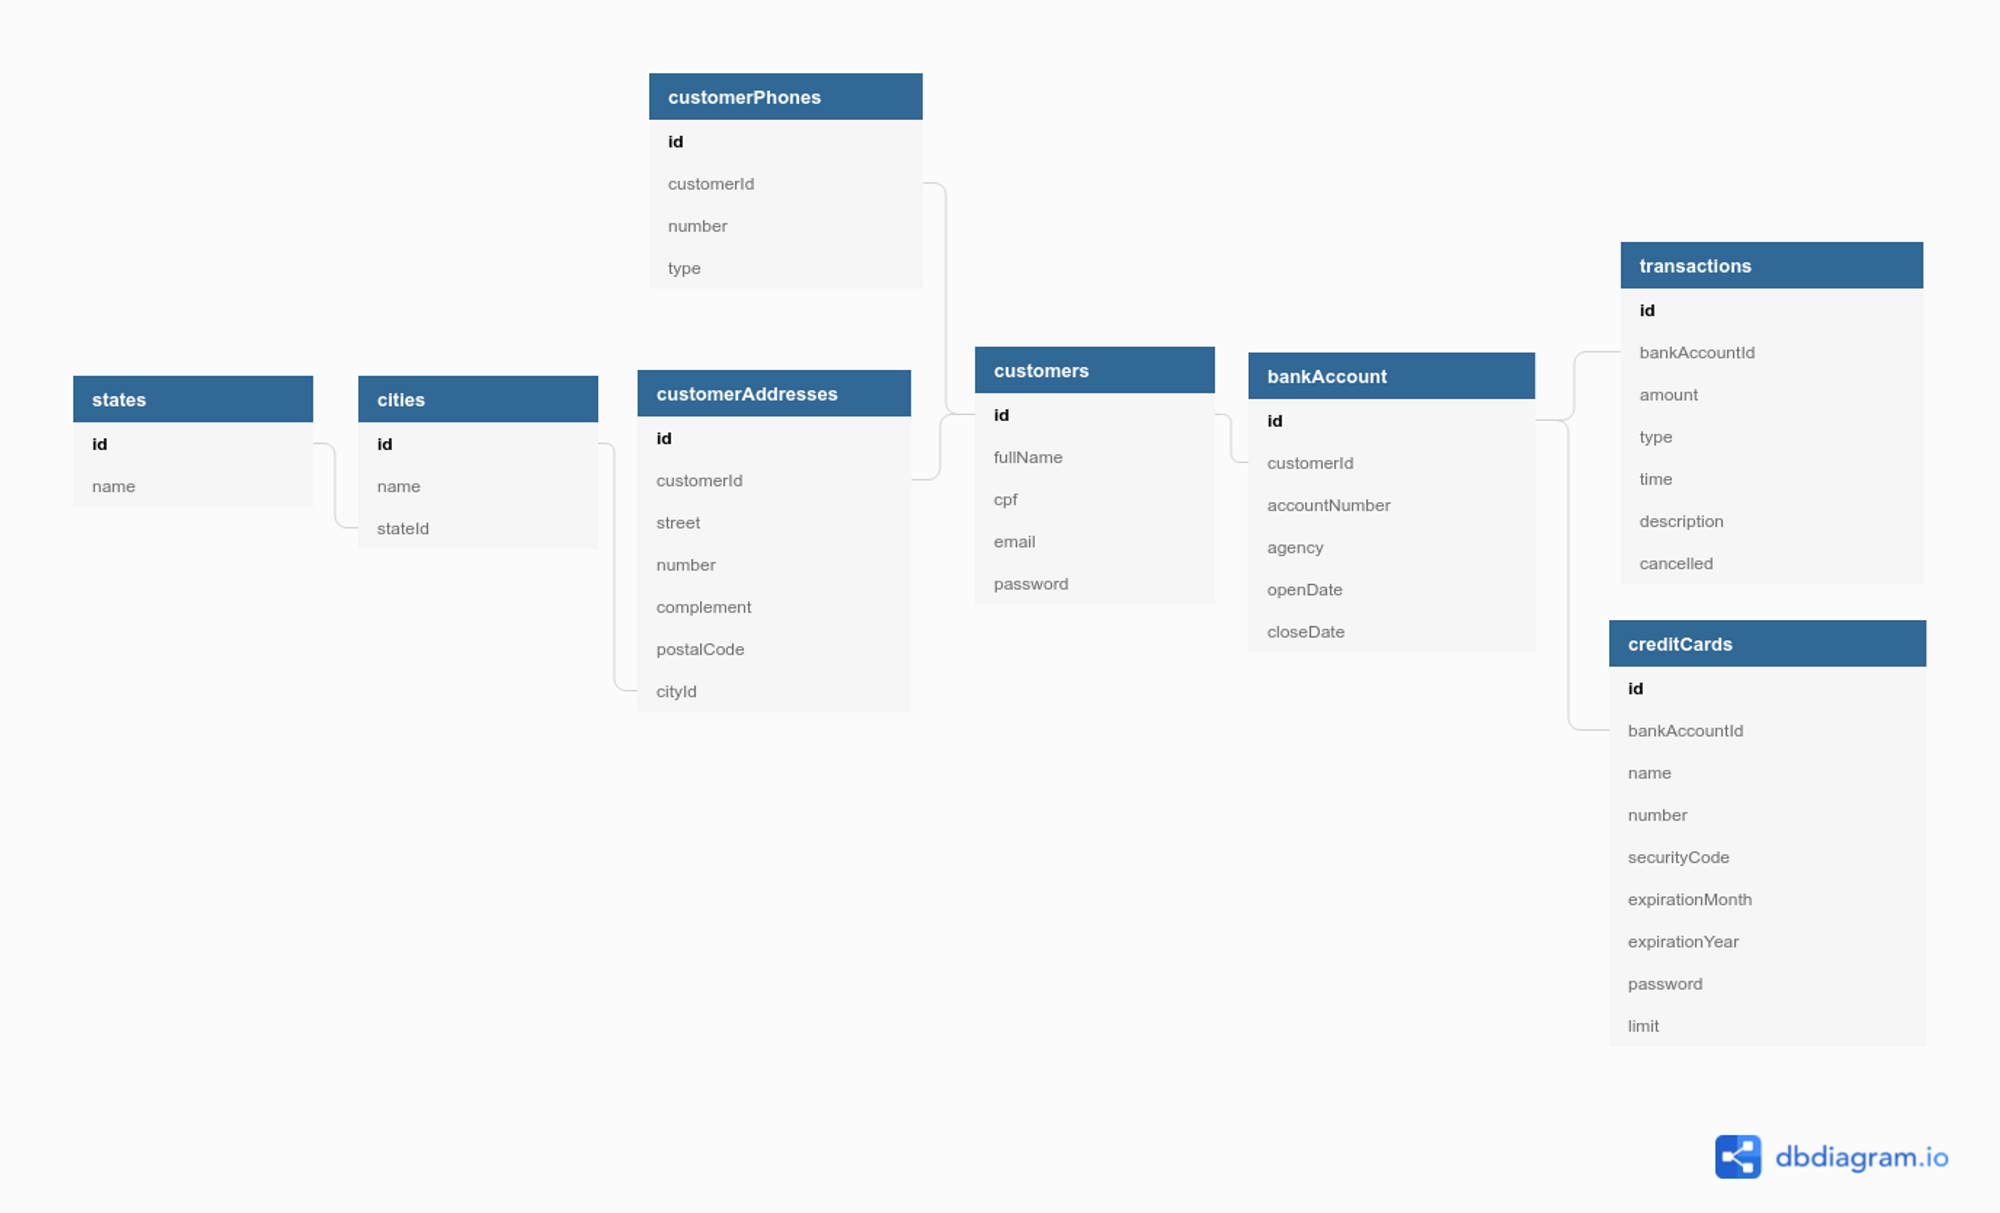 customerPhones
id
customerId
number
type
states
id
name
cities
id
name
stateId
customerAddresses
id
customerId
street
number
complement
postalCode
cityId
customers
id
fullName
cpf
email
password
bankAccount
id
customerId
accountNumber
agency
openDate
closeDate
transactions
id
bankAccountId
amount
type
time
description
cancelled
creditCards
id
bankAccountId
name
number
securityCode
expirationMonth
expirationYear
password
limit
dbdiagram.io